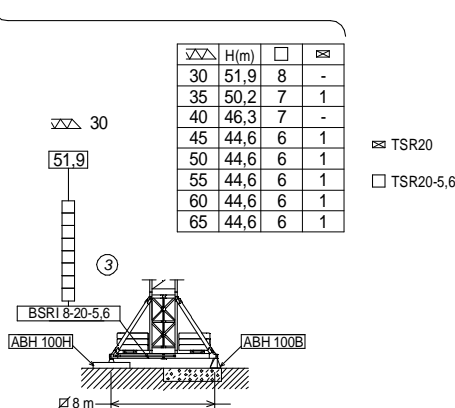 H(m)
30 51,9 8 -
35 50,2 7 1
40 46,3 7 -
45 44,6 6 1
50 44,6 6 1
55 44,6 6 1
60 44,6 6 1
65 44,6 6 1
30
51,9
TSR20
TSR20-5,6
3
BSRI 8-20-5,6
ABH 100H
ABH 100B
8 m